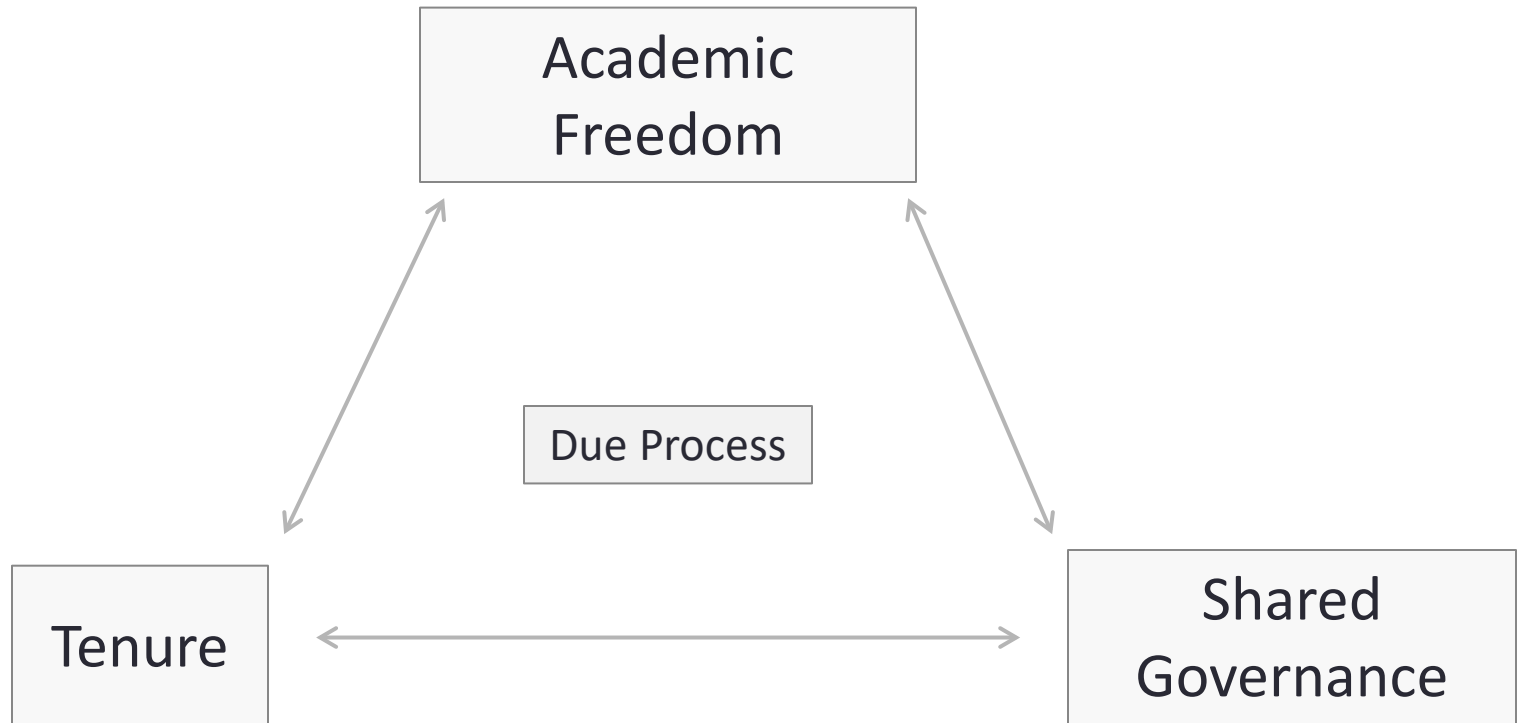 Academic
Freedom
Due Process
Tenure
Shared
Governance